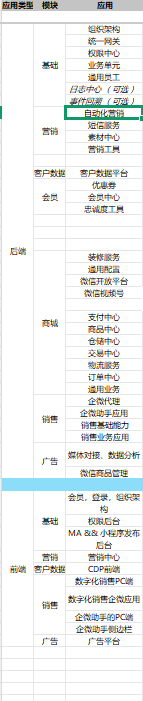 应用类型 模块 应用
组织架构
统一网关
权限中心
基础 业务单元
通用员工
日志中心（可选）
事件回溯（可选）
自动化营销
短信服务
营销 素材中心
营销工具
客户数据 客户数据平台
优惠券
会员 会员中心
忠诚度工具
后端
装修服务
通用配置
微信开放平台
微信视频号
商城 支付中心
商品中心
仓储中心
交易中心
物流服务
订单中心
通用业务
企微代理
销售 企微助手应用
销售基础能力
销售业务应用
广告 媒体对接、数据分析
微信商品管理
会员，登录，组织架
构
基础 权限后台
MA && 小程序发布
后台
营销 营销中心
前端 客户数据 CDP前端
数字化销售PC端
销售 数字化销售企微应用
企微助手的PC端
企微助手侧边栏
广告 广告平台